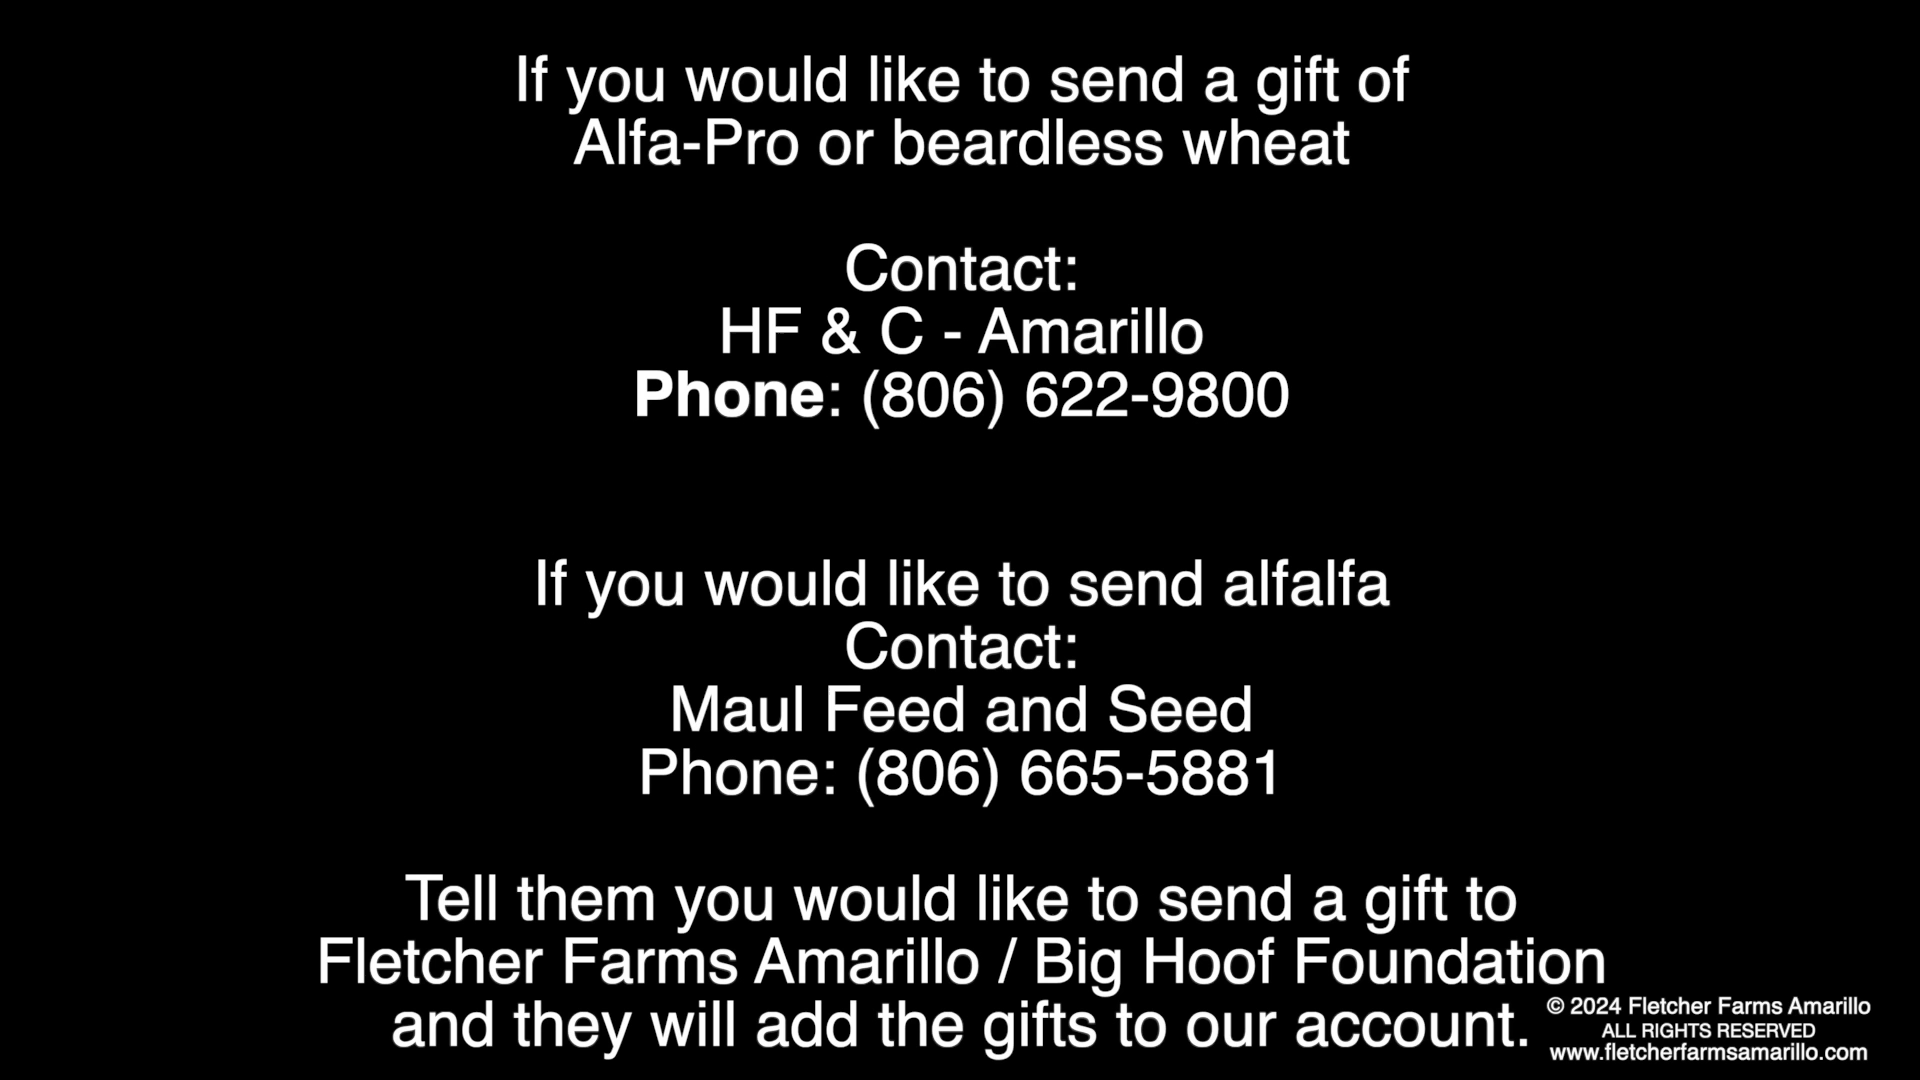 If you would like to send a gift of
Alfa-Pro or beardless wheat
Contact:
HF & C - Amarillo
Phone: (806) 622-9800
If you would like to send alfalfa
Contact:
Maul Feed and Seed
Phone: (806) 665-5881
Tell them you would like to send a gift to
Fletcher Farms Amarillo / Big Hoof Foundation
and they will add the gifts to our account.
© 2024 Fletcher Farms Amarillo
ALL RIGHTS RESERVED
www.fletcherfarmsamarillo.com